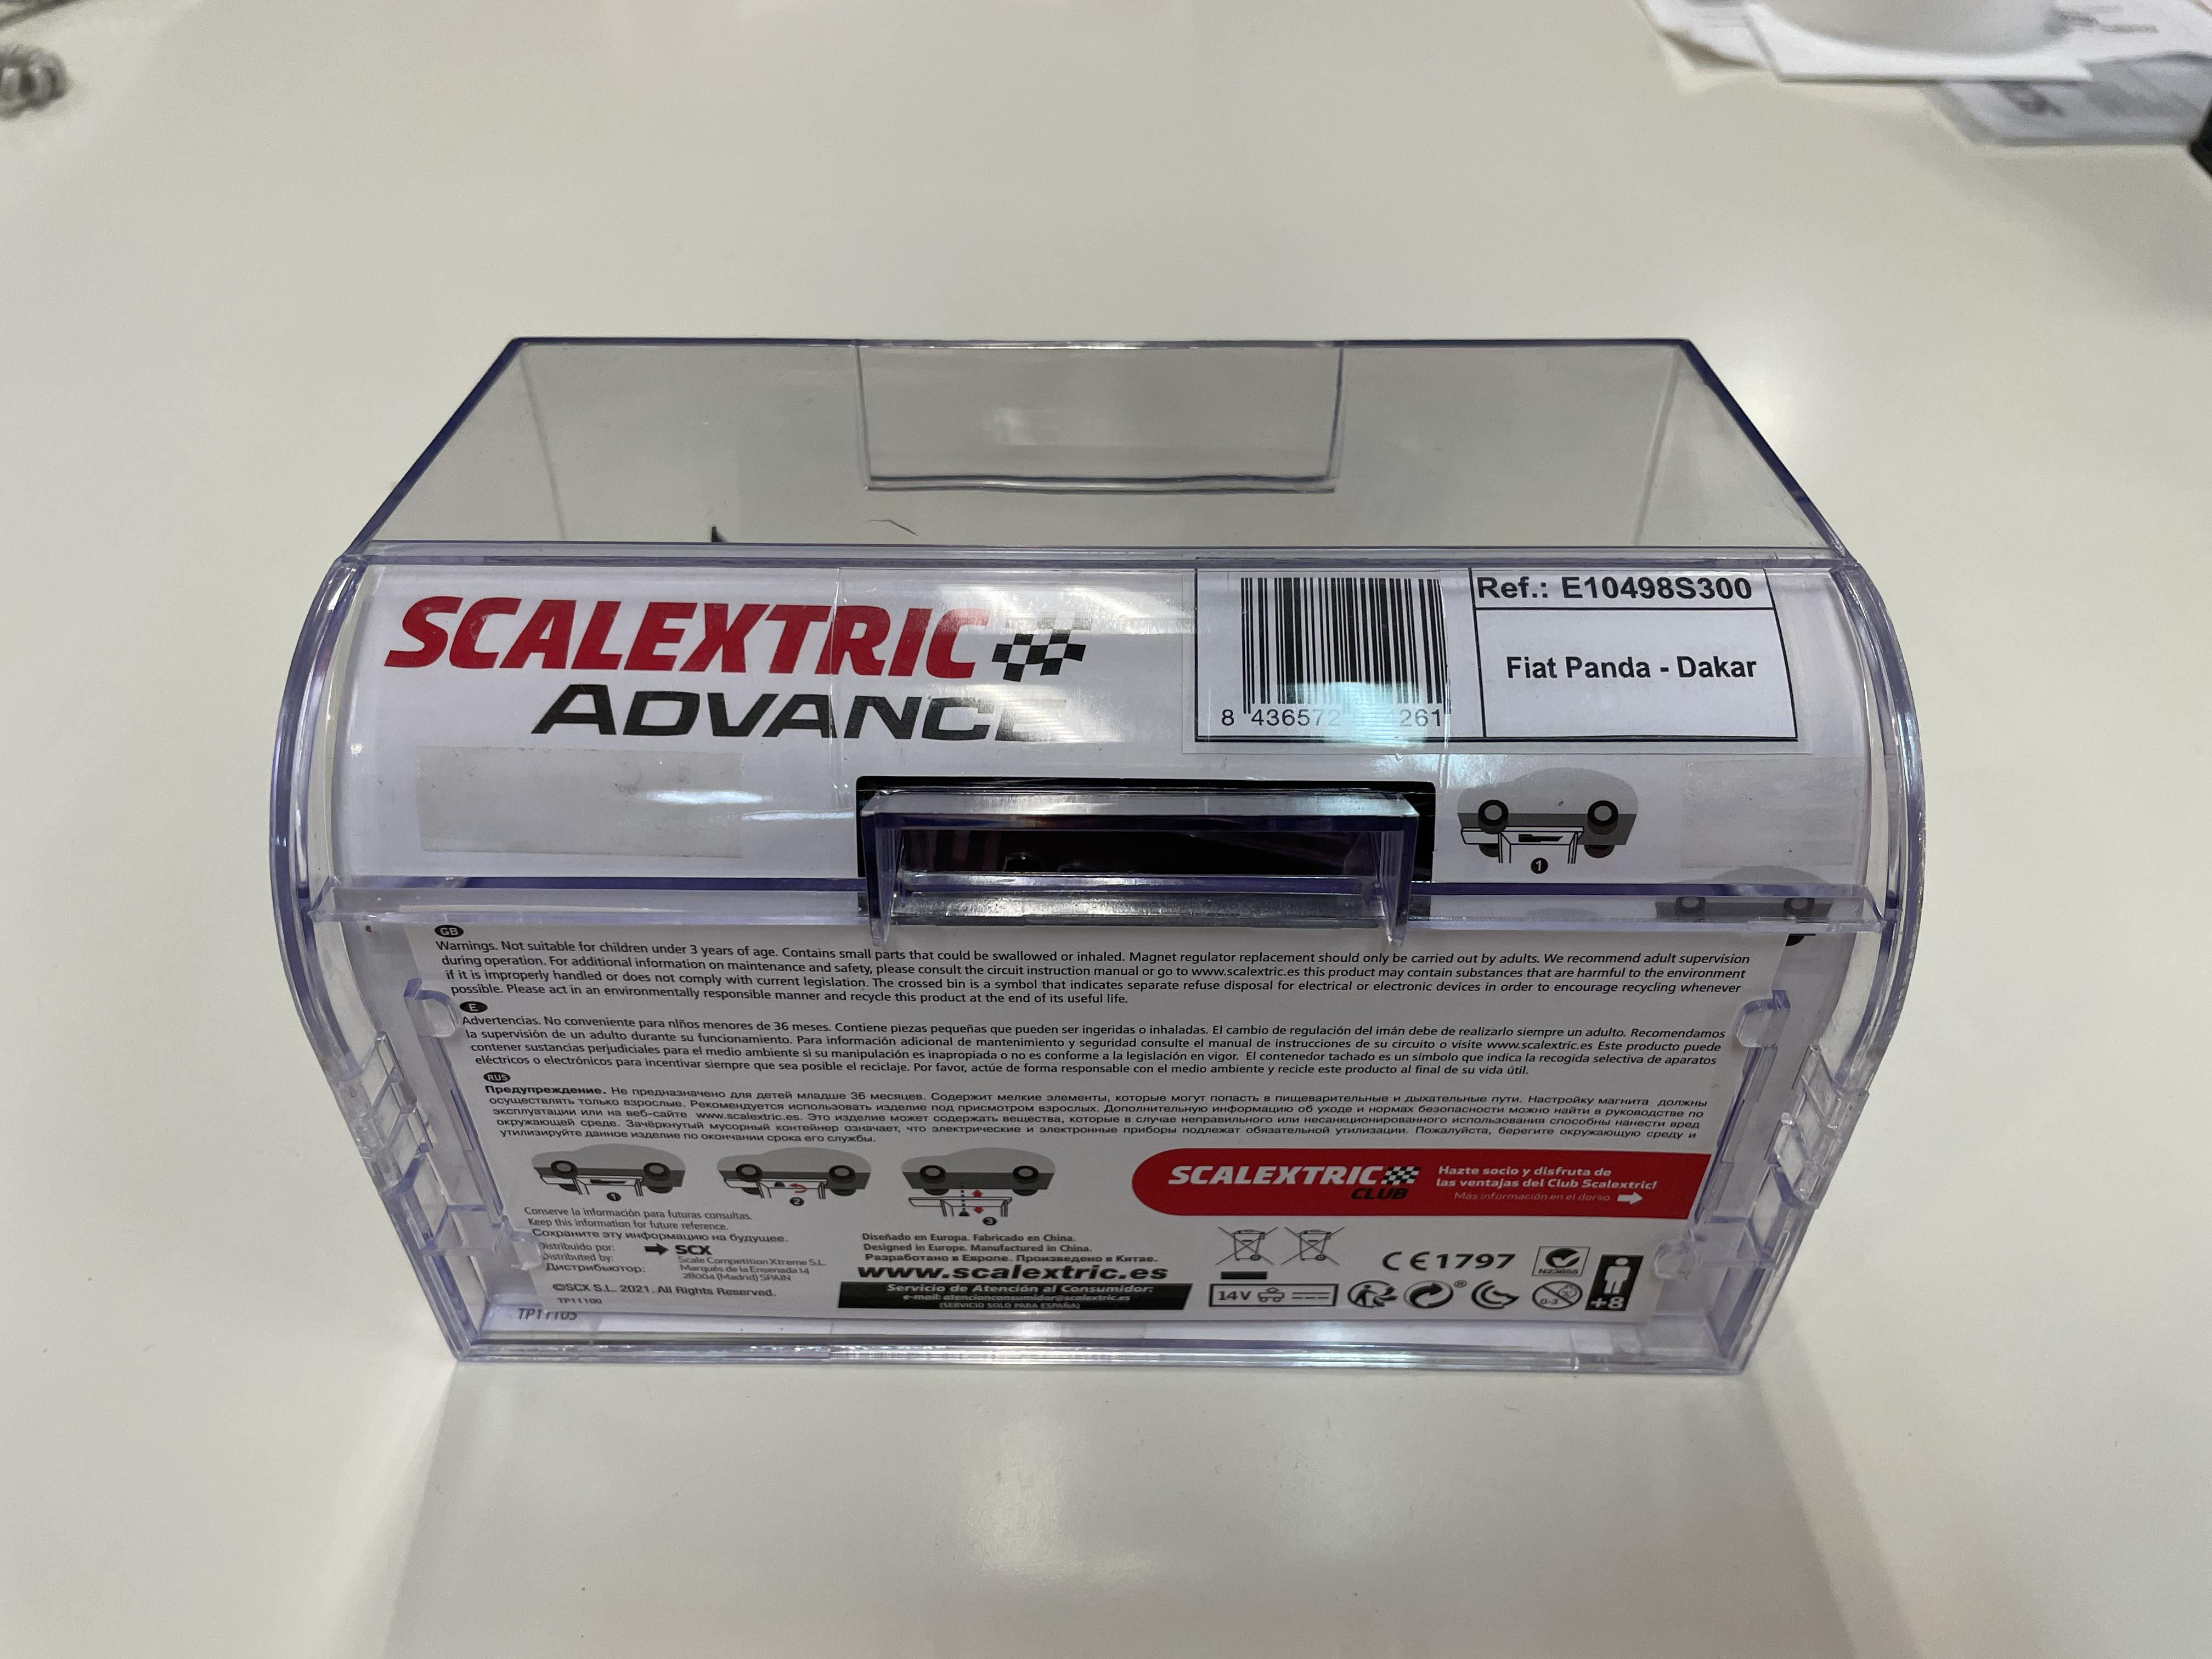 SCALEXTRIC
ADVANCE
8 436572 261
Ref.: E10498S300
Fiat Panda - Dakar
1
GB
Warnings. Not suitable for children under 3 years of age. Contains small parts that could be swallowed or inhaled. Magnet regulator replacement should only be carried out by adults. We recommend adult supervision
during operation. For additional information on maintenance and safety, please consult the circuit instruction manual or go to www.scalextric.es this product may contain substances that are harmful to the environment
if it is improperly handled or does not comply with current legislation. The crossed bin is a symbol that indicates separate refuse disposal for electrical or electronic devices in order to encourage recycling whenever
possible. Please act in an environmentally responsible manner and recycle this product at the end of its useful life.
E
Advertencias. No conveniente para niños menores de 36 meses. Contiene piezas pequeñas que pueden ser ingeridas o inhaladas. El cambio de regulación del imán debe de realizarlo siempre un adulto. Recomendamos
la supervisión de un adulto durante su funcionamiento. Para información adicional de mantenimiento y seguridad consulte el manual de instrucciones de su circuito o visite www.scalextric.es Este producto puede
contener sustancias perjudiciales para el medio ambiente si su manipulación es inapropiada o no es conforme a la legislación en vigor. El contenedor tachado es un símbolo que indica la recogida selectiva de aparatos
eléctricos o electrónicos para incentivar siempre que sea posible el reciclaje. Por favor, actúe de forma responsable con el medio ambiente y recicle este producto al final de su vida útil.
RUS
Предупреждение. Не предназначено для детей младше 36 месяцев. Содержит мелкие элементы, которые могут попасть в пищеварительные и дыхательные пути. Настройку магнита должны
осуществлять только взрослые. Рекомендуется использовать изделие под присмотром взрослых. Дополнительную информацию об уходе и нормах безопасности можно найти в руководстве по
эксплуатации или на веб-сайте www.scalextric.es. Это изделие может содержать вещества, которые в случае неправильного или несанкционированного использования способны нанести вред
окружающей среде. Зачёркнутый мусорный контейнер означает, что электрические и электронные приборы подлежат обязательной утилизации. Пожалуйста, берегите окружающую среду и
утилизируйте данное изделие по окончании срока его службы.
1
2
3
SCALEXTRIC
CLUB
Hazte socio y disfruta de
las ventajas del Club Scalextric!
Más información en el dorso
Conserve la información para futuras consultas.
Keep this information for future reference.
Сохраните эту информацию на будущее.
Distribuido por:
Distributed by:
Дистрибьютор:
SCX
Scale Competition Xtreme S.L.
Marqués de la Ensenada 14
28004 (Madrid) SPAIN
©SCX S.L. 2021. All Rights Reserved.
TP11100
TP11105
Diseñado en Europa. Fabricado en China.
Designed in Europe. Manufactured in China.
Разработано в Европе. Произведено в Китае.
www.scalextric.es
Servicio de Atención al Consumidor:
e-mail: atencionconsumidor@scalextric.es
(SERVICIO SOLO PARA ESPAÑA)
CE 1797
N23655
14V
®
0-3
+8